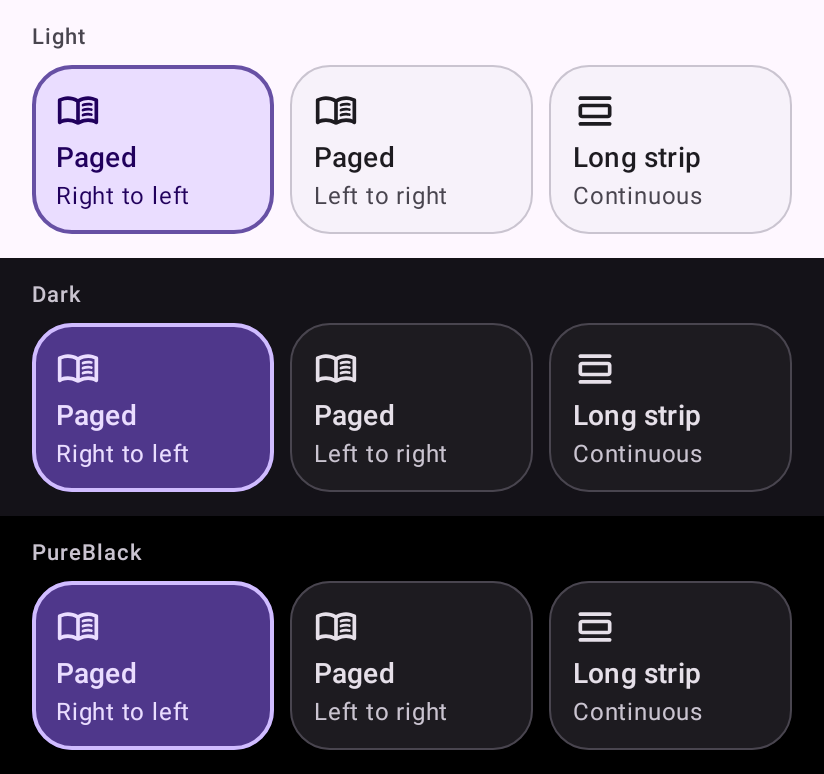 Light
Paged
Right to left
Paged
Left to right
Long strip
Continuous
Dark
Paged
Right to left
Paged
Left to right
Long strip
Continuous
PureBlack
Paged
Right to left
Paged
Left to right
Long strip
Continuous